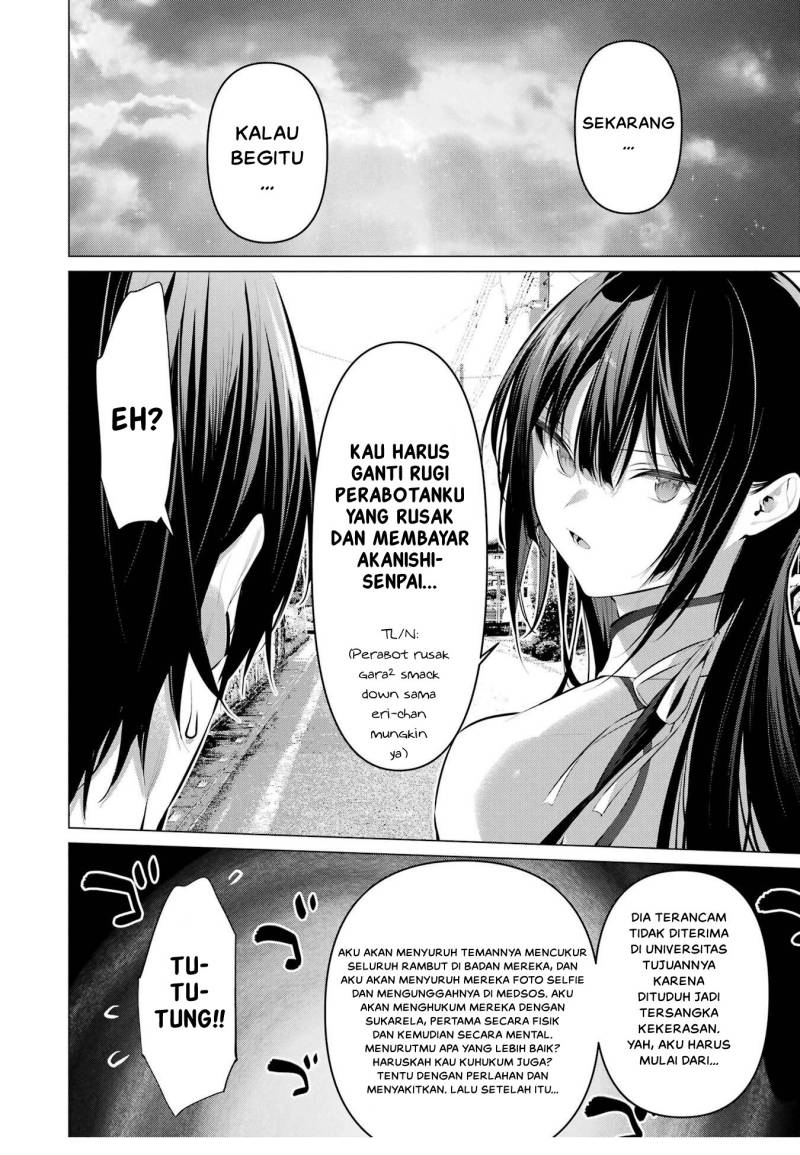 SEKARANG
...
KALAU
BEGITU
...
KAU HARUS
GANTI RUGI
PERABOTANKU
YANG RUSAK
DAN MEMBAYAR
AKANISHI-
SENPAI...
TL/N:
(Perabot rusak
Gara² smack
down sama
eri-chan
mungkin
ya)
EH?
DIA TERANCAM
TIDAK DITERIMA
DI UNIVERSITAS
TUJUANNYA
KARENA
DITUDUH JADI
TERSANGKA
KEKERASAN.
YAH, AKU HARUS
MULAI DARI...
AKU AKAN MENYURUH TEMANNYA MENCUKUR
SELURUH RAMBUT DI BADAN MEREKA, DAN
AKU AKAN MENYURUH MEREKA FOTO SELFIE
DAN MENGUNGGAHNYA DI MEDSOS. AKU
AKAN MENGHUKUM MEREKA DENGAN
SUKARELA, PERTAMA SECARA FISIK
DAN KEMUDIAN SECARA MENTAL.
MENURUTMU APA YANG LEBIH BAIK?
HARUSKAH KAU KUHUKUM JUGA?
TENTU DENGAN PERLAHAN DAN
MENYAKITKAN. LALU SETELAH ITU...
TU-
TU-
TUNG!!